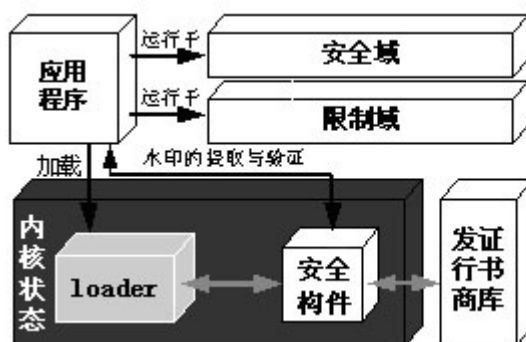 应用
程序
运行于
安全域
运行于
限制域
加载
水印的提取与验证
内核状态
loader
安全
构件
发证
行书
商库